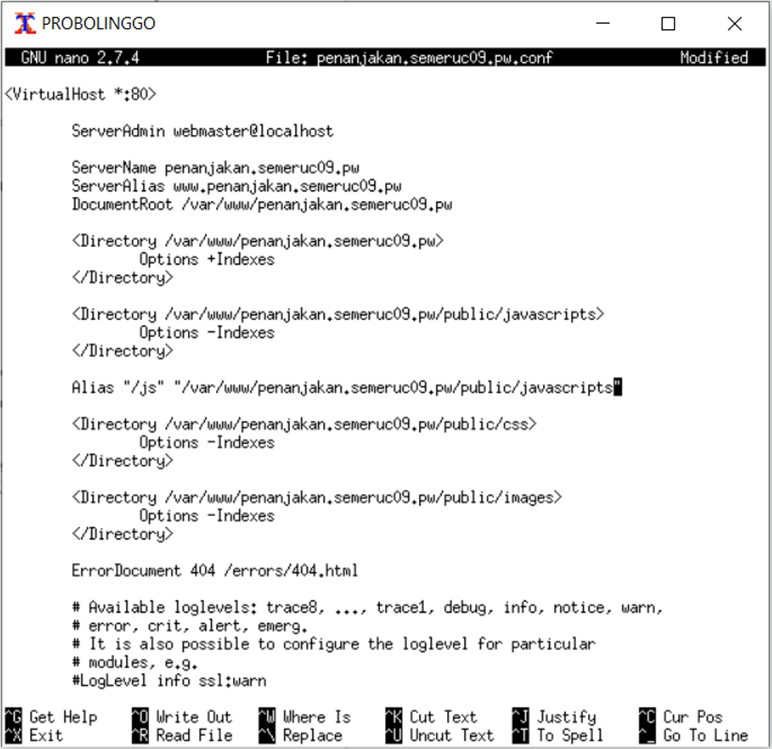 PROBOLINGGO
GNU nano 2.7.4 File: penanjakan.semeruc09.pw.conf Modified
<VirtualHost *:80>
ServerAdmin webmaster@localhost
ServerName penanjakan.semeruc09.pw
ServerAlias www.penanjakan.semeruc09.pw
DocumentRoot /var/www/penanjakan.semeruc09.pw
<Directory /var/www/penanjakan.semeruc09.pw>
Options +Indexes
</Directory>
<Directory /var/www/penanjakan.semeruc09.pw/public/javascripts>
Options -Indexes
</Directory>
Alias "/js" "/var/www/penanjakan.semeruc09.pw/public/javascripts"
<Directory /var/www/penanjakan.semeruc09.pw/public/css>
Options -Indexes
</Directory>
<Directory /var/www/penanjakan.semeruc09.pw/public/images>
Options -Indexes
</Directory>
ErrorDocument 404 /errors/404.html
# Available loglevels: trace8, ..., trace1, debug, info, notice, warn,
# error, crit, alert, emerg.
# It is also possible to configure the loglevel for particular
# modules, e.g.
#LogLevel info ssl:warn
^G Get Help ^O Write Out ^W Where Is ^K Cut Text ^J Justify ^C Cur Pos
^X Exit ^R Read File ^\ Replace ^U Uncut Text ^T To Spell ^_ Go To Line